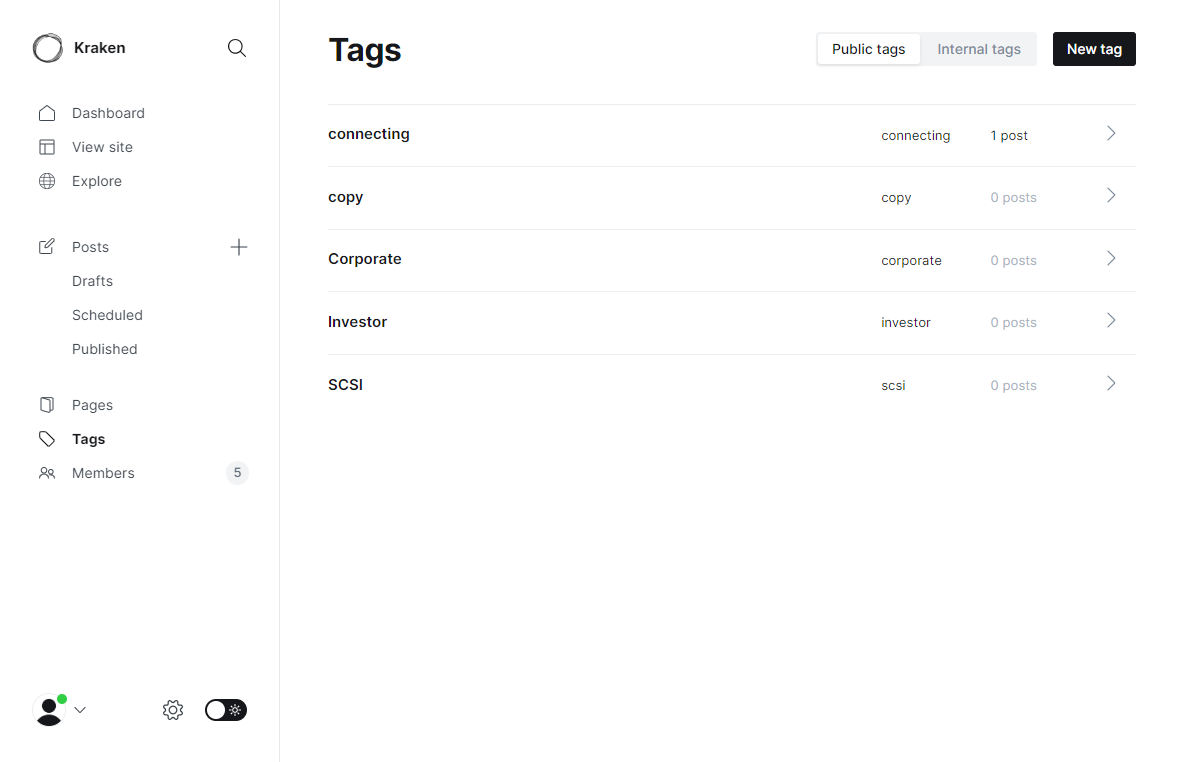 Kraken
Dashboard
View site
Explore
Posts
Drafts
Scheduled
Published
Pages
Tags
Members 5
Tags
Public tags Internal tags New tag
connecting connecting 1 post
copy copy 0 posts
Corporate corporate 0 posts
Investor investor 0 posts
SCSI scsi 0 posts